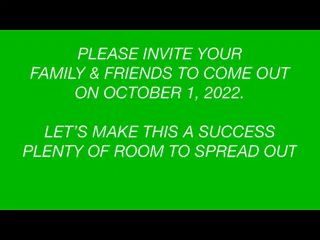 PLEASE INVITE YOUR
FAMILY & FRIENDS TO COME OUT
ON OCTOBER 1, 2022.
LET'S MAKE THIS A SUCCESS
PLENTY OF ROOM TO SPREAD OUT